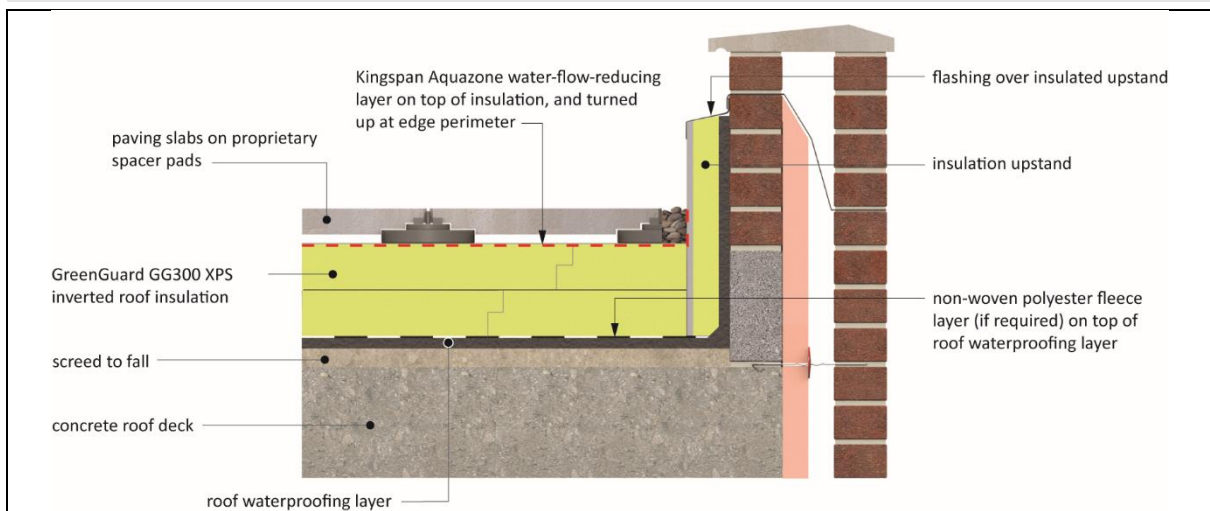 Kingspan Aquazone water-flow-reducing
layer on top of insulation, and turned
up at edge perimeter
flashing over insulated upstand
paving slabs on proprietary
spacer pads
insulation upstand
GreenGuard GG300 XPS
inverted roof insulation
non-woven polyester fleece
layer (if required) on top of
roof waterproofing layer
screed to fall
concrete roof deck
roof waterproofing layer